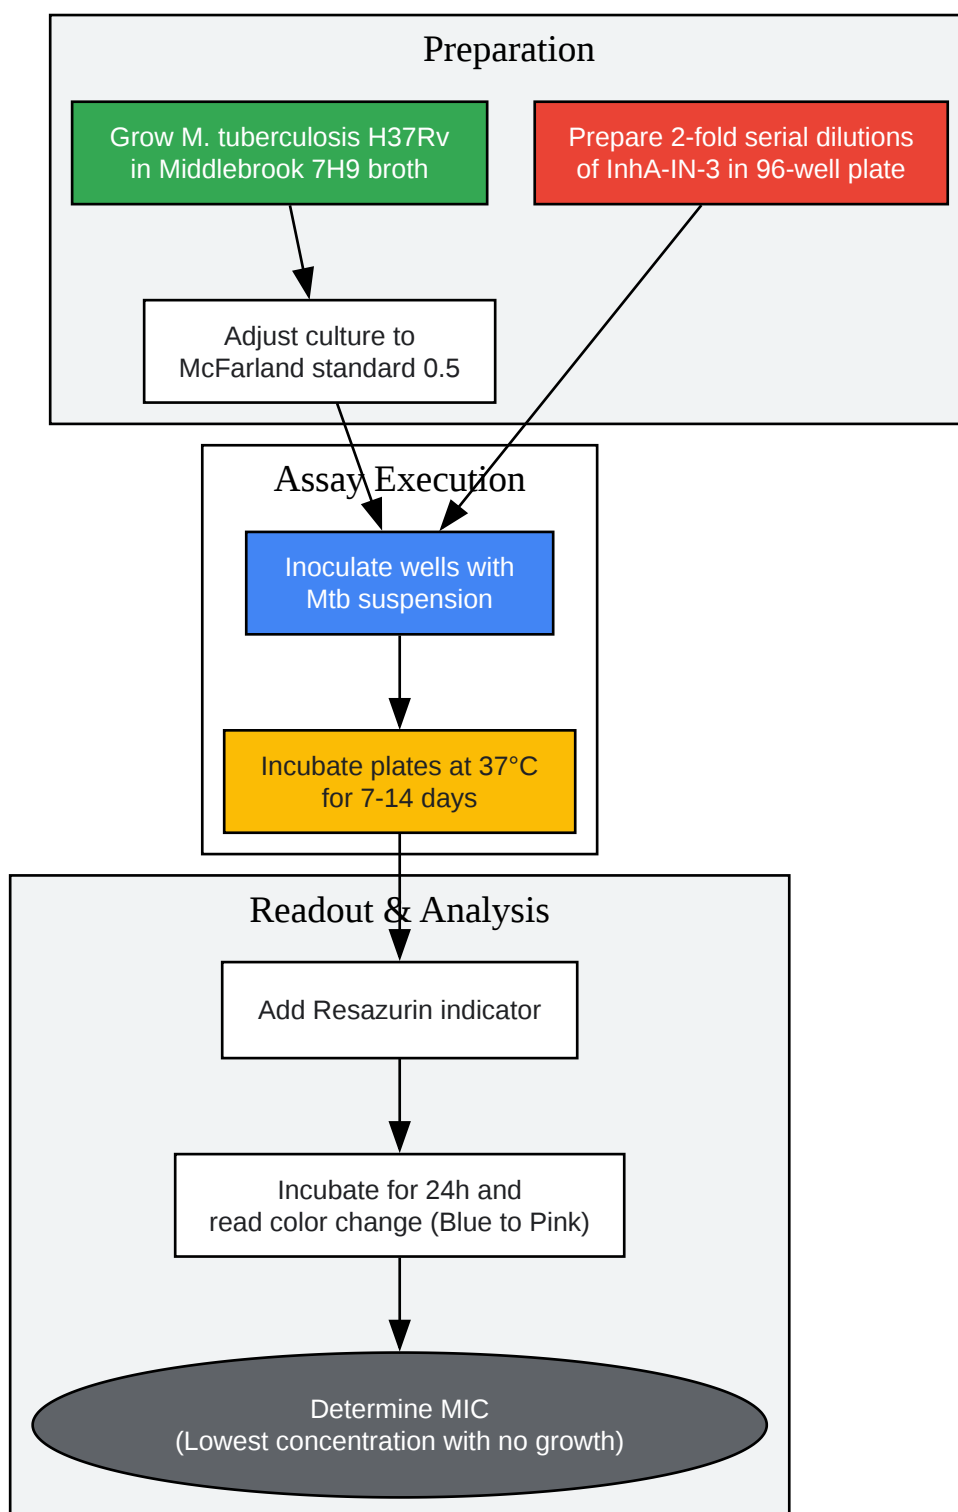 Preparation
Grow M. tuberculosis H37Rv
in Middlebrook 7H9 broth
Prepare 2-fold serial dilutions
of InhA-IN-3 in 96-well plate
Adjust culture to
McFarland standard 0.5
Assay Execution
Inoculate wells with
Mtb suspension
Incubate plates at 37°C
for 7-14 days
Readout & Analysis
Add Resazurin indicator
Incubate for 24h and
read color change (Blue to Pink)
Determine MIC
(Lowest concentration with no growth)